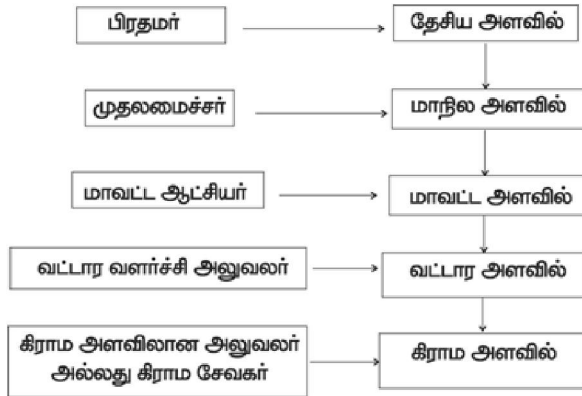 பிரதமர்
தேசிய அளவில்
முதலமைச்சர்
மாநில அளவில்
மாவட்ட ஆட்சியர்
மாவட்ட அளவில்
வட்டார வளர்ச்சி அலுவலர்
வட்டார அளவில்
கிராம அளவிலான அலுவலர்
அல்லது கிராம சேவகர்
கிராம அளவில்